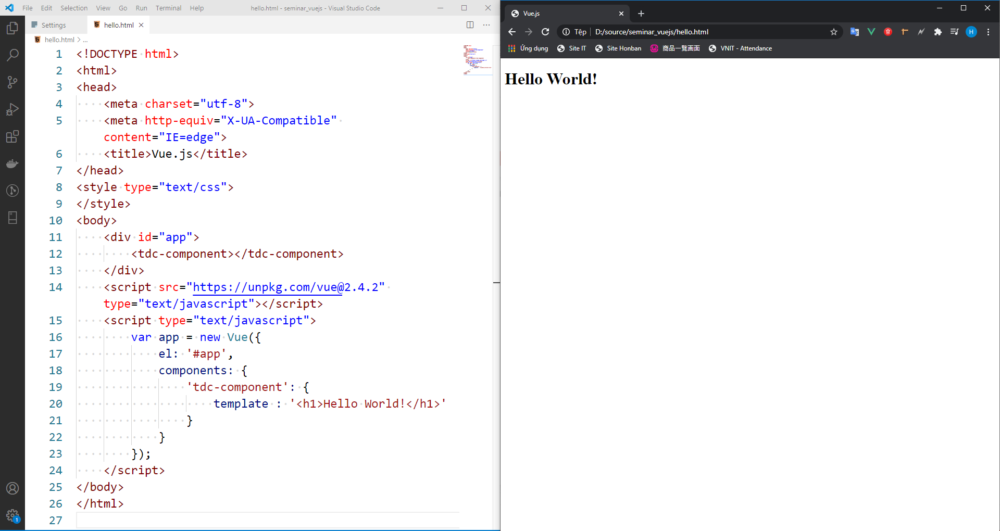 File Edit Selection View Go Run Terminal Help hello.html - seminar_vuejs - Visual Studio Code
Settings hello.html
hello.html > ...
1 <!DOCTYPE html>
2 <html>
3 <head>
4 <meta charset="utf-8">
5 <meta http-equiv="X-UA-Compatible"
content="IE=edge">
6 <title>Vue.js</title>
7 </head>
8 <style type="text/css">
9 </style>
10 <body>
11 <div id="app">
12 <tdc-component></tdc-component>
13 </div>
14 <script src="https://unpkg.com/vue@2.4.2"
type="text/javascript"></script>
15 <script type="text/javascript">
16 var app = new Vue({
17 el: '#app',
18 components: {
19 'tdc-component': {
20 template : '<h1>Hello World!</h1>'
21 }
22 }
23 });
24 </script>
25 </body>
26 </html>
27
1
Vue.js
Tệp D:/source/seminar_vuejs/hello.html H
Ứng dụng Site IT Site Honban 商品一覧画面 VNIT - Attendance
Hello World!